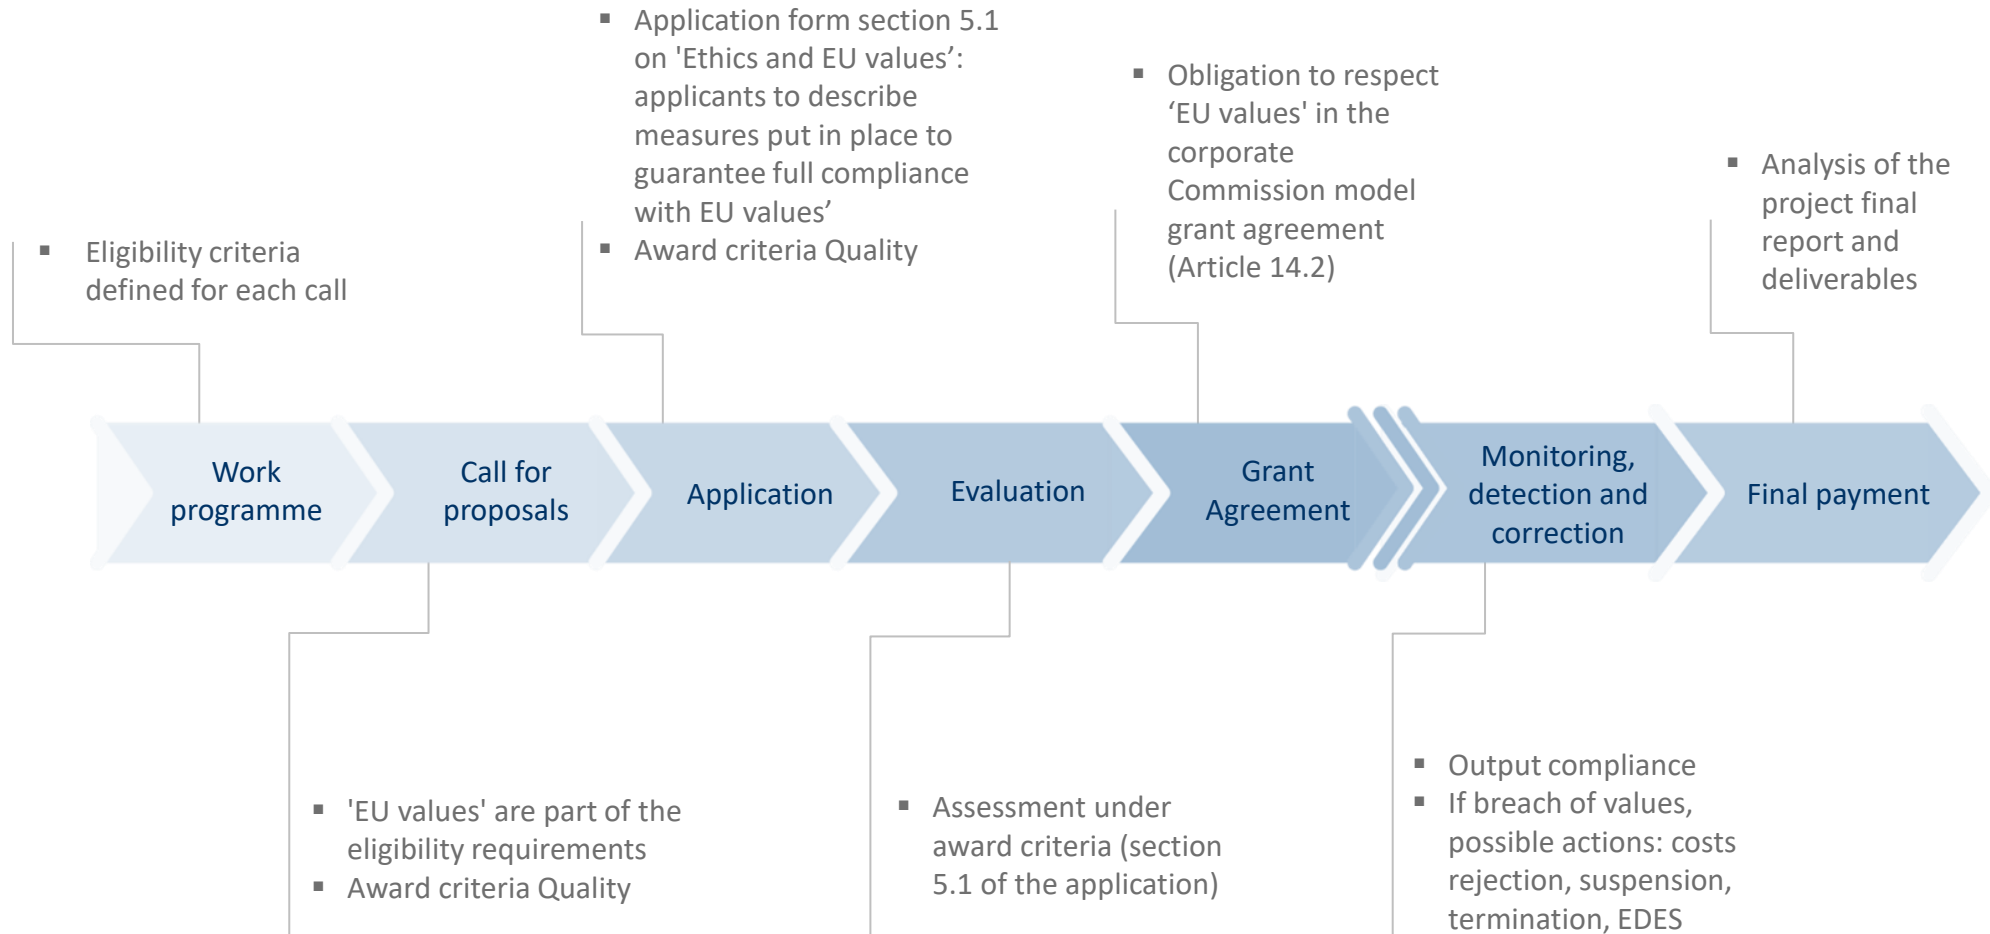 ▪ Application form section 5.1
on 'Ethics and EU values’:
applicants to describe
measures put in place to
guarantee full compliance
with EU values’
▪ Award criteria Quality
▪ Obligation to respect
‘EU values' in the
corporate
Commission model
grant agreement
(Article 14.2)
▪ Analysis of the
project final
report and
deliverables
▪ Eligibility criteria
defined for each call
Work
programme
Call for
proposals
Application
Evaluation
Grant
Agreement
Monitoring,
detection and
correction
Final payment
▪ 'EU values' are part of the
eligibility requirements
▪ Award criteria Quality
▪ Assessment under
award criteria (section
5.1 of the application)
▪ Output compliance
▪ If breach of values,
possible actions: costs
rejection, suspension,
termination, EDES